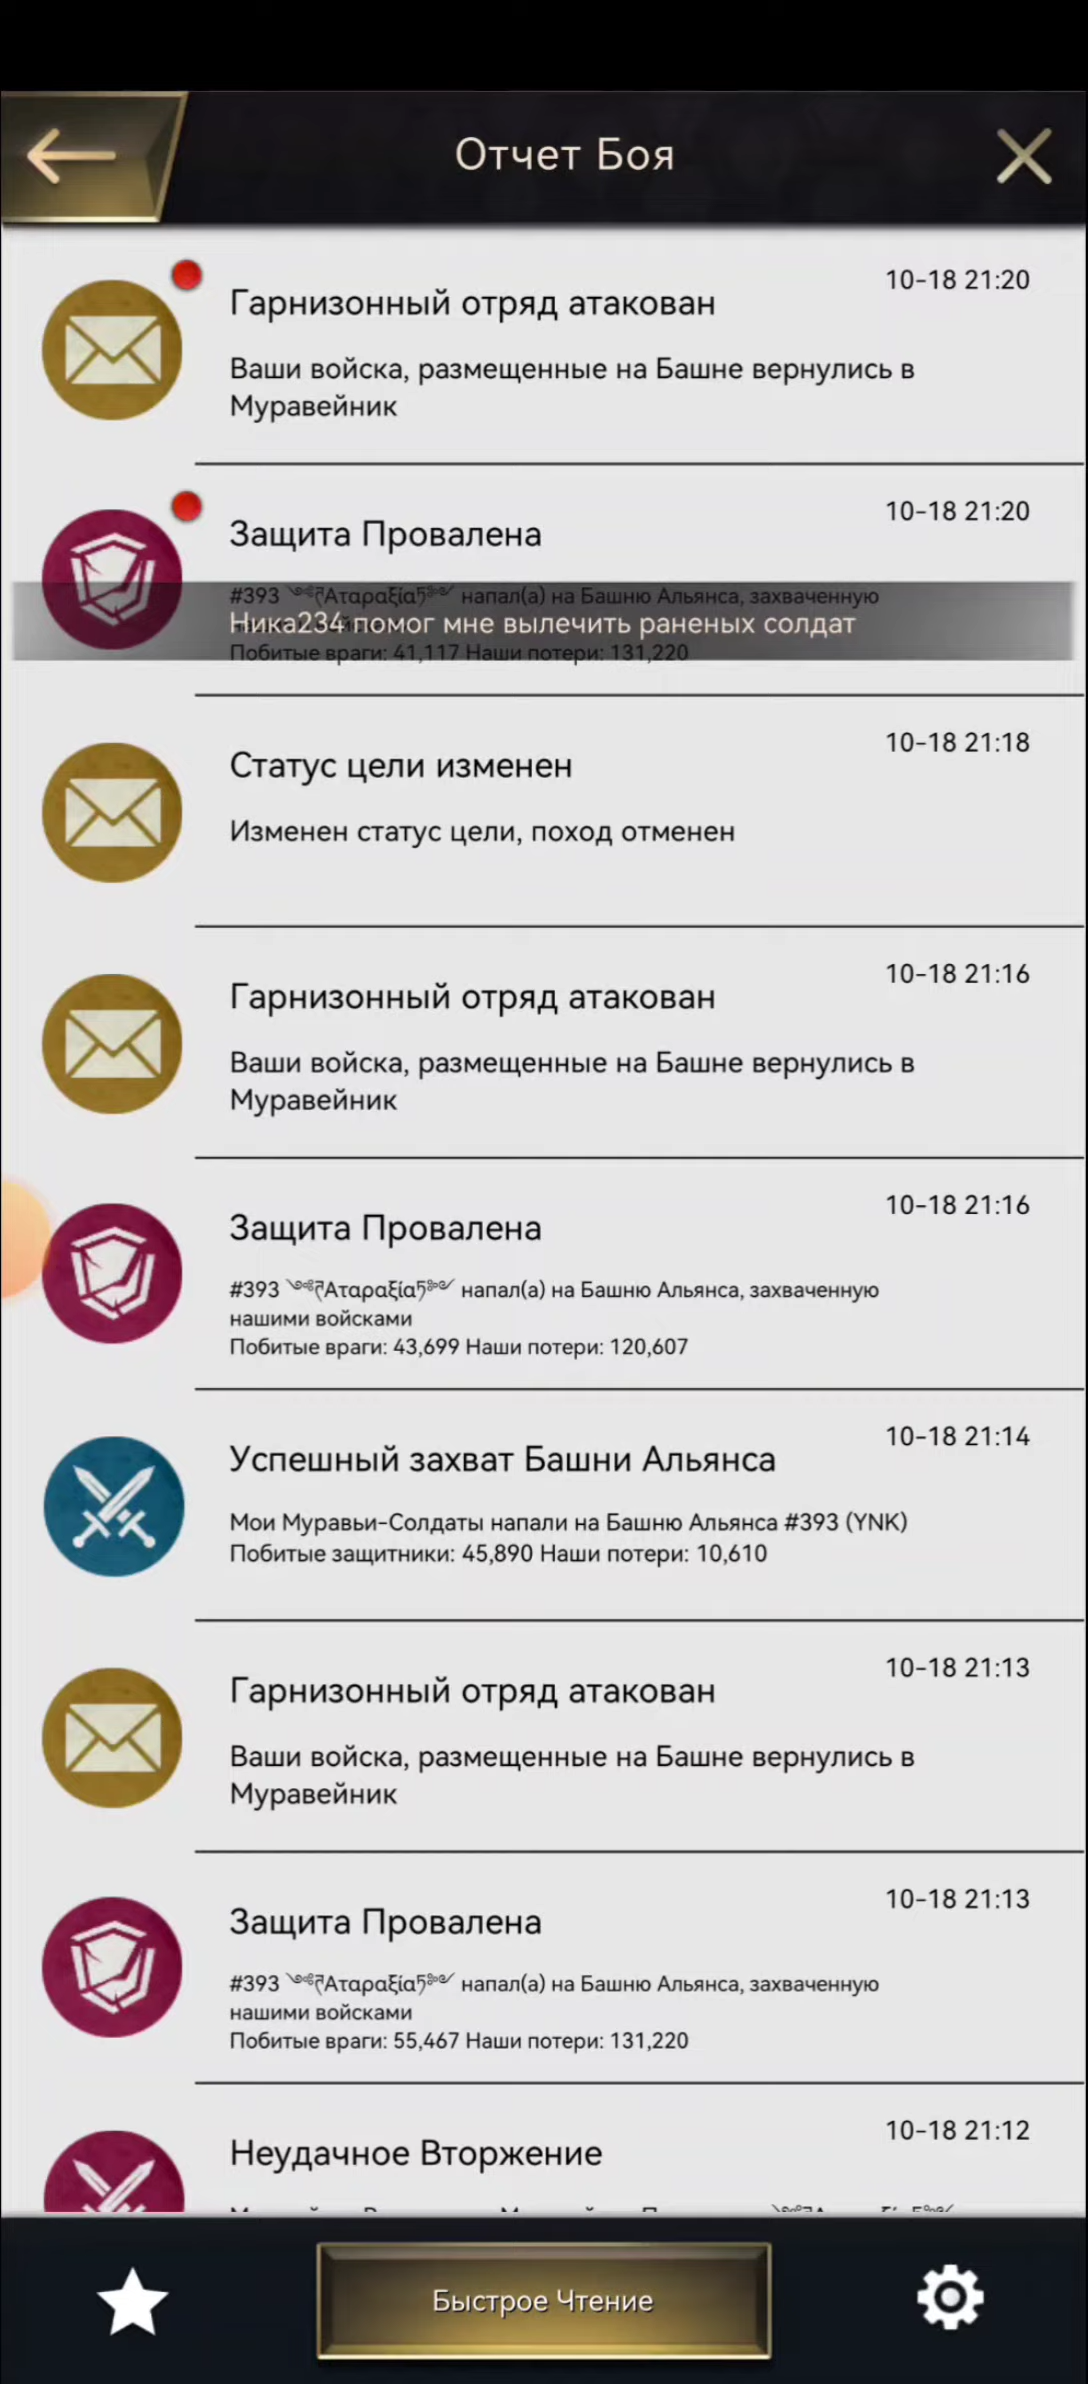 Отчет Боя
10-18 21:20
Гарнизонный отряд атакован
Ваши войска, размещенные на Башне вернулись в
Муравейник
10-18 21:20
Защита Провалена
#393 Αταραξία напал(а) на Башню Альянса, захваченную
Ника234 помог мне вылечить раненых солдат
Побитые враги: 41,117 Наши потери: 131,220
10-18 21:18
Статус цели изменен
Изменен статус цели, поход отменен
10-18 21:16
Гарнизонный отряд атакован
Ваши войска, размещенные на Башне вернулись в
Муравейник
10-18 21:16
Защита Провалена
#393 Αταραξία напал(а) на Башню Альянса, захваченную
нашими войсками
Побитые враги: 43,699 Наши потери: 120,607
10-18 21:14
Успешный захват Башни Альянса
Мои Муравьи-Солдаты напали на Башню Альянса #393 (YNK)
Побитые защитники: 45,890 Наши потери: 10,610
10-18 21:13
Гарнизонный отряд атакован
Ваши войска, размещенные на Башне вернулись в
Муравейник
10-18 21:13
Защита Провалена
#393 Αταραξία напал(а) на Башню Альянса, захваченную
нашими войсками
Побитые враги: 55,467 Наши потери: 131,220
10-18 21:12
Неудачное Вторжение
Быстрое Чтение